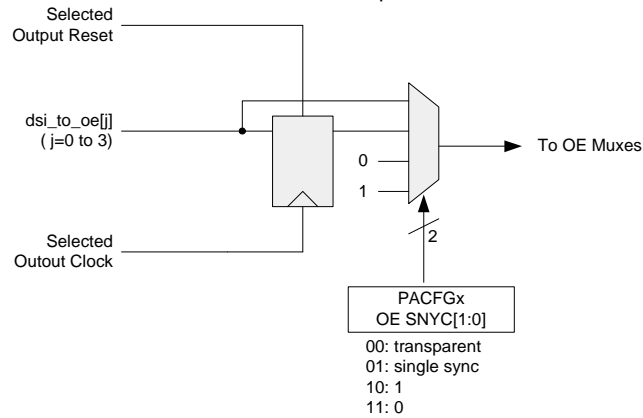 Selected
Output Reset
dsi_to_oe[j]
( j=0 to 3)
0
1
To OE Muxes
Selected
Outout Clock
2
PACFGx
OE SNYC[1:0]
00: transparent
01: single sync
10: 1
11: 0